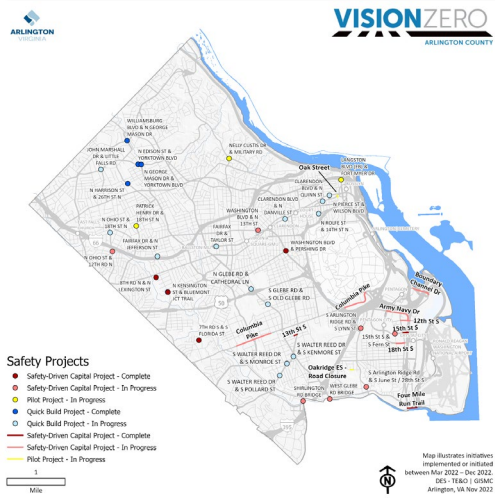 ARLINGTON
VIRGINIA
VISIONZERO
ARLINGTON COUNTY
WILLIAMSBURG
BLVD & N GEORGE
MASON DR
JOHN MARSHALL
DR & LITTLE
FALLS RD
N EDISON ST &
YORKTOWN BLVD
N GEORGE
MASON DR &
YORKTOWN BLVD
N HARRISON ST
& 26TH ST N
NELLY CUSTIS DR
& MILITARY RD
Oak Street
LANGSTON
FORT MYER DR
CLARENDON
BLVD & N
QUINN ST
CLARENDON BLVD
& N
DANVILLE ST
N PIERCE ST &
WILSON BLVD
PATRICK
HENRY DR &
18TH ST N
N OHIO ST &
18TH ST N
WASHINGTON
BLVD & N
13TH ST
N ROLFE ST
& 14TH ST N
FAIRFAX
DR & N
TAYLOR ST
FAIRFAX DR & N
JEFFERSON ST
WASHINGTON BLVD
& PERSHING DR
66
N OHIO ST &
12TH RD N
N GLEBE RD &
CATHEDRAL LN
8TH RD N & N
LEXINGTON ST
N KENSINGTON
ST & BLUEMONT
JCT TRAIL
S GLEBE RD &
S OLD GLEBE RD
50
Boundary
Channel Dr
Columbia Pike
Army Navy Dr
12th St S
7TH RD S & S
FLORIDA ST
Columbia
Pike
13th St S
S ARLINGTON
RIDGE RD &
S LYNN ST
15th St S
15TH ST S &
S Fern St
18th St S
S WALTER REED DR
& S KENMORE ST
S WALTER REED DR
& S MONROE ST
Oakridge ES -
Road Closure
S WALTER REED DR
& S POLLARD ST
S Arlington Ridge Rd
& S June St / 28th St S
SHIRLINGTON
RD BRIDGE
WEST GLEBE
RD BRIDGE
Four Mile
Run Trail
Safety Projects
Safety-Driven Capital Project - Complete
Safety-Driven Capital Project - In Progress
Pilot Project - In Progress
Quick Build Project - Complete
Quick Build Project - In Progress
Safety-Driven Capital Project - Complete
Safety-Driven Capital Project - In Progress
Pilot Project - In Progress
1
Mile
N
Map illustrates initiatives
implemented or initiated
between Mar 2022 – Dec 2022.
DES - TE&O | GISMC
Arlington, VA Nov 2022